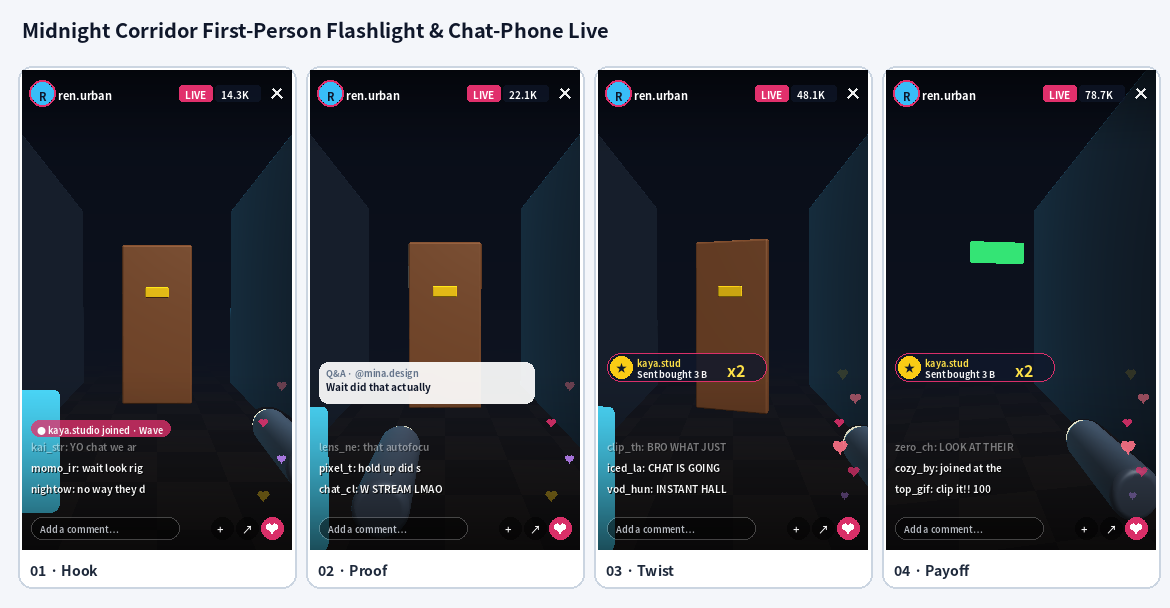 Midnight Corridor First-Person Flashlight & Chat-Phone Live
R ren.urban LIVE 14.3K ✕
kaya.studio joined · Wave
kai_str: YO chat we ar
momo_ir: wait look rig
nightow: no way they d
Add a comment...
01 · Hook
R ren.urban LIVE 22.1K ✕
Q&A · @mina.design
Wait did that actually
lens_ne: that autofocu
pixel_t: hold up did s
chat_cl: W STREAM LMAO
Add a comment...
02 · Proof
R ren.urban LIVE 48.1K ✕
kaya.stud
Sent bought 3 B x2
clip_th: BRO WHAT JUST
iced_la: CHAT IS GOING
vod_hun: INSTANT HALL
Add a comment...
03 · Twist
R ren.urban LIVE 78.7K ✕
kaya.stud
Sent bought 3 B x2
zero_ch: LOOK AT THEIR
cozy_by: joined at the
top_gif: clip it!! 100
Add a comment...
04 · Payoff